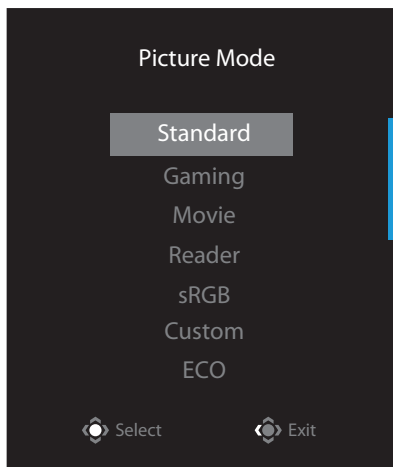 Picture Mode
Standard
Gaming
Movie
Reader
sRGB
Custom
ECO
Select Exit